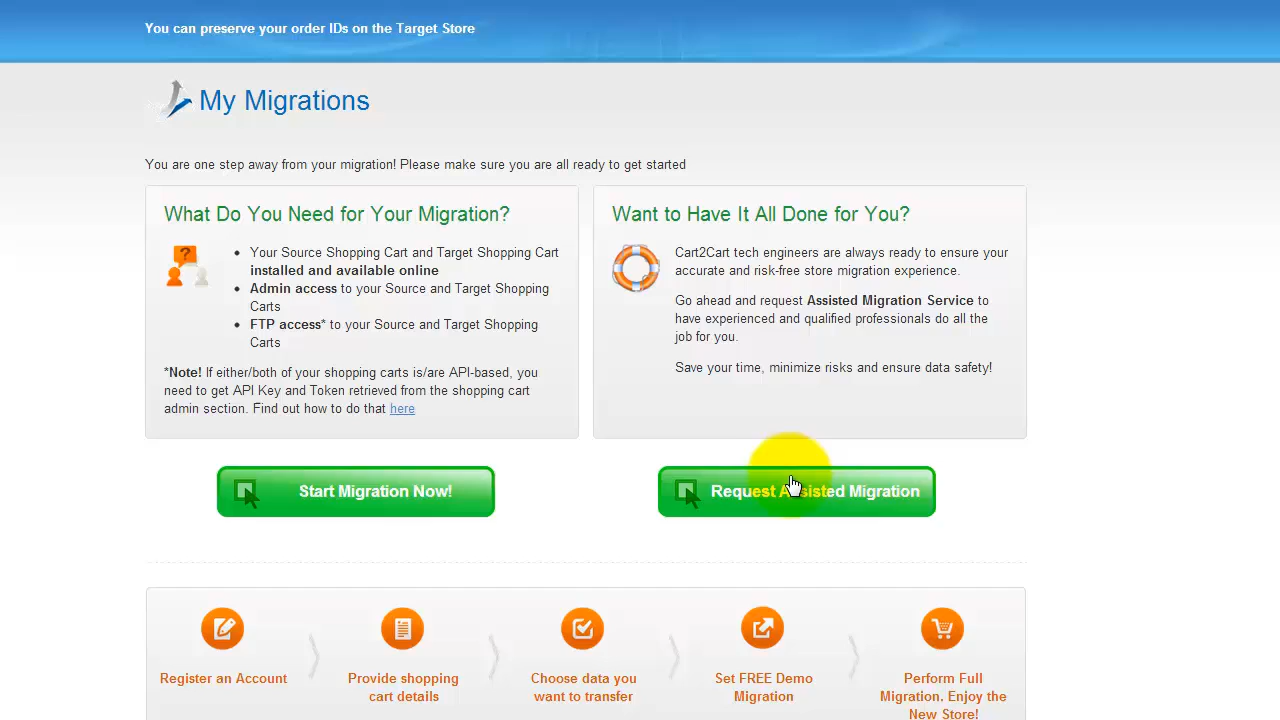 You can preserve your order IDs on the Target Store
My Migrations
You are one step away from your migration! Please make sure you are all ready to get started
What Do You Need for Your Migration?
Your Source Shopping Cart and Target Shopping Cart
installed and available online
Admin access to your Source and Target Shopping
Carts
FTP access* to your Source and Target Shopping
Carts
*Note! If either/both of your shopping carts is/are API-based, you
need to get API Key and Token retrieved from the shopping cart
admin section. Find out how to do that here
Want to Have It All Done for You?
Cart2Cart tech engineers are always ready to ensure your
accurate and risk-free store migration experience.
Go ahead and request Assisted Migration Service to
have experienced and qualified professionals do all the
job for you.
Save your time, minimize risks and ensure data safety!
Start Migration Now!
Request Assisted Migration
Register an Account
Provide shopping
cart details
Choose data you
want to transfer
Set FREE Demo
Migration
Perform Full
Migration. Enjoy the
New Store!